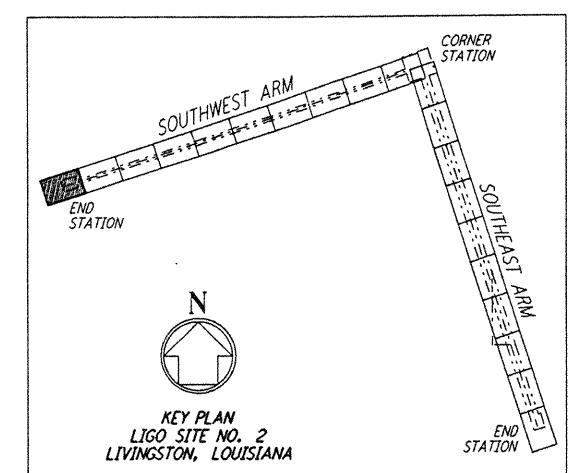 CORNER
STATION
SOUTHWEST ARM
END
STATION
SOUTHEAST ARM
N
KEY PLAN
LIGO SITE NO. 2
LIVINGSTON, LOUISIANA
END
STATION